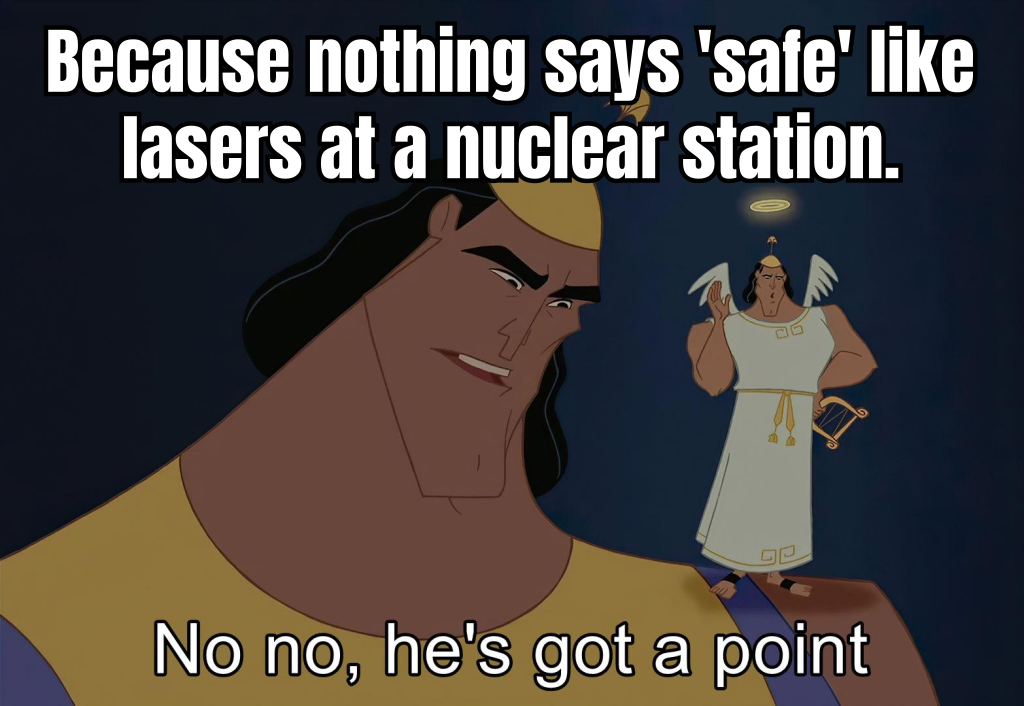 Because nothing says 'safe' like
lasers at a nuclear station.
No no, he's got a point